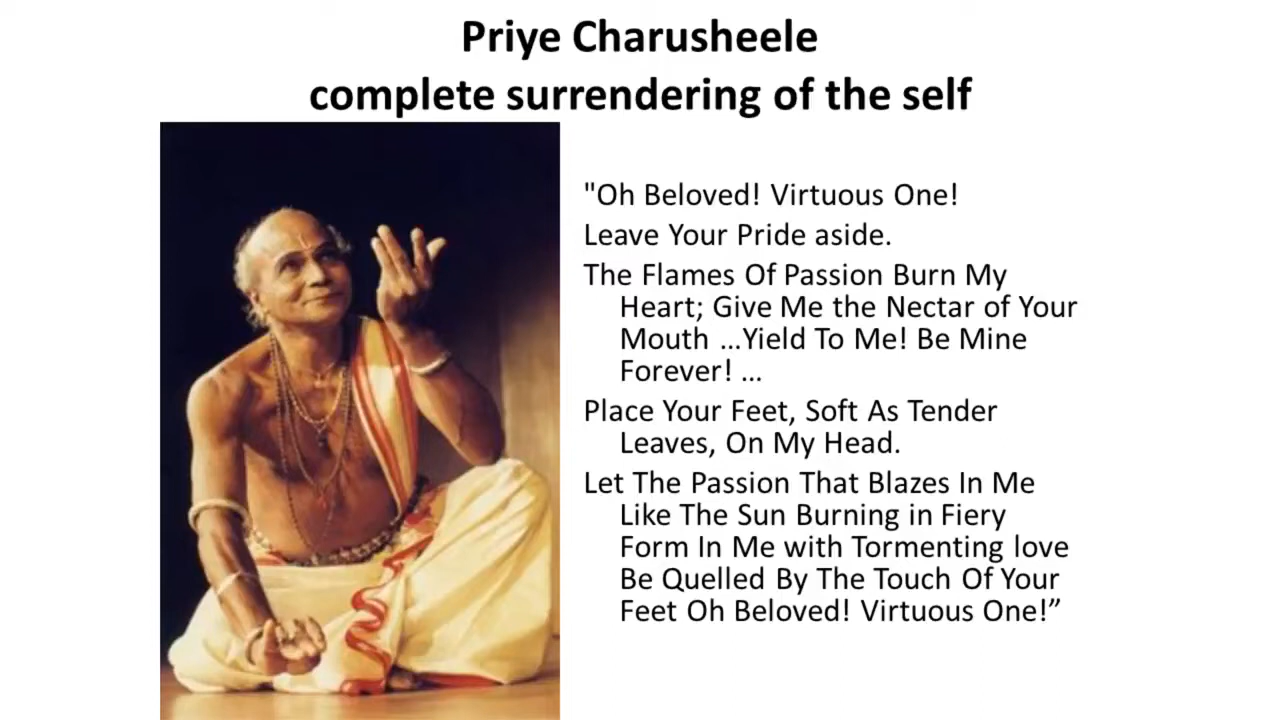 Priye Charusheele
complete surrendering of the self
"Oh Beloved! Virtuous One!
Leave Your Pride aside.
The Flames Of Passion Burn My
Heart; Give Me the Nectar of Your
Mouth ...Yield To Me! Be Mine
Forever! ...
Place Your Feet, Soft As Tender
Leaves, On My Head.
Let The Passion That Blazes In Me
Like The Sun Burning in Fiery
Form In Me with Tormenting love
Be Quelled By The Touch Of Your
Feet Oh Beloved! Virtuous One!”